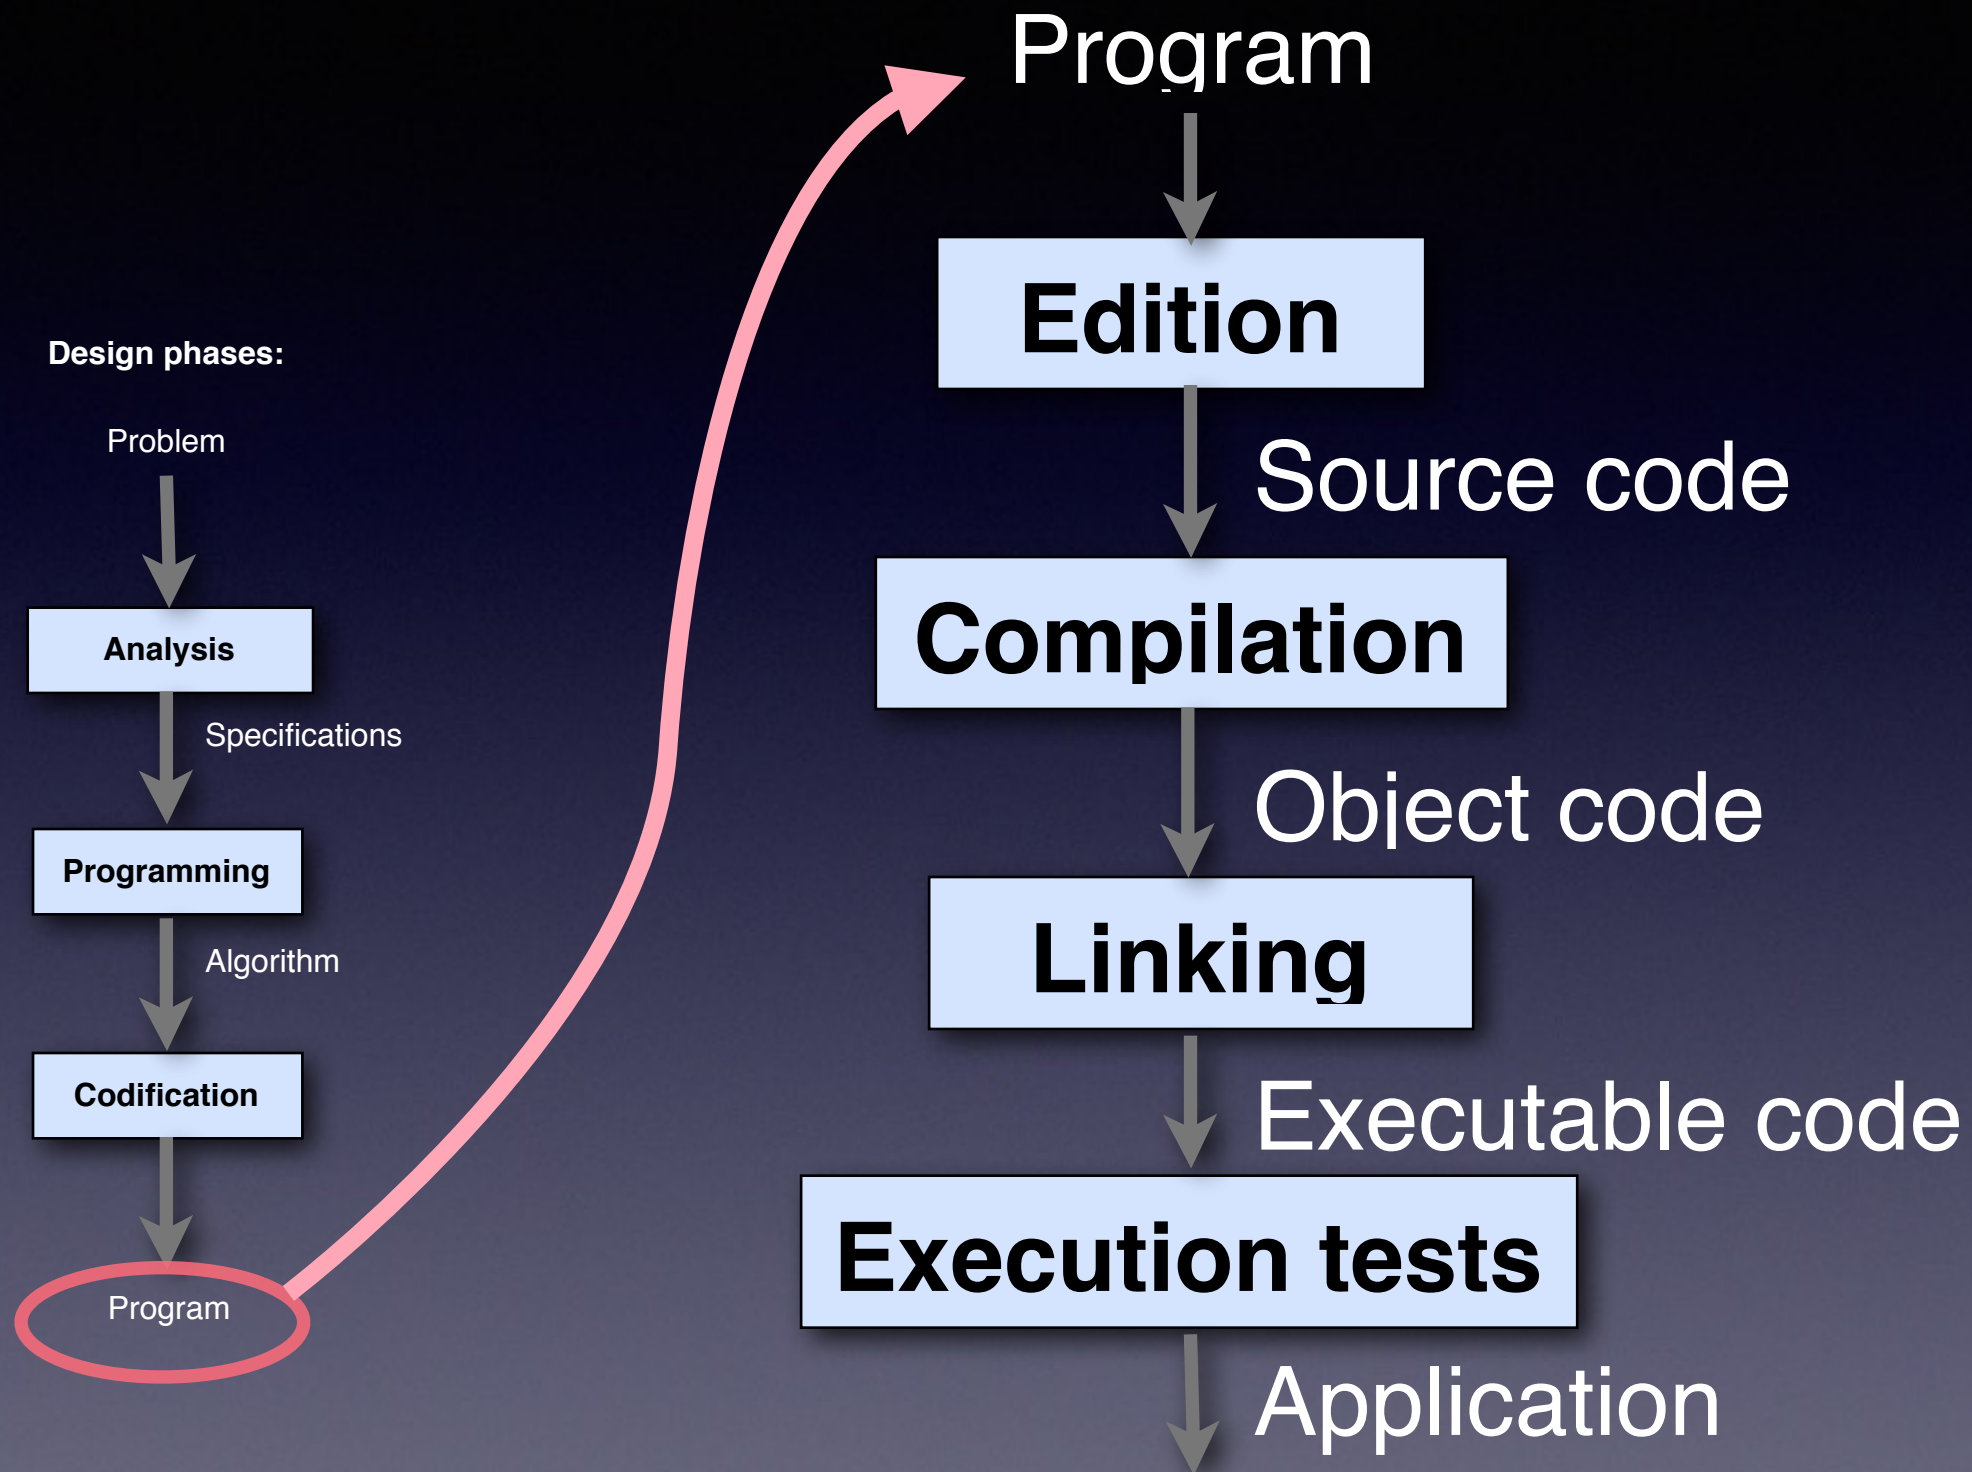 Design phases:
Problem
Analysis
Specifications
Programming
Algorithm
Codification
Program
Program
Edition
Source code
Compilation
Object code
Linking
Executable code
Execution tests
Application